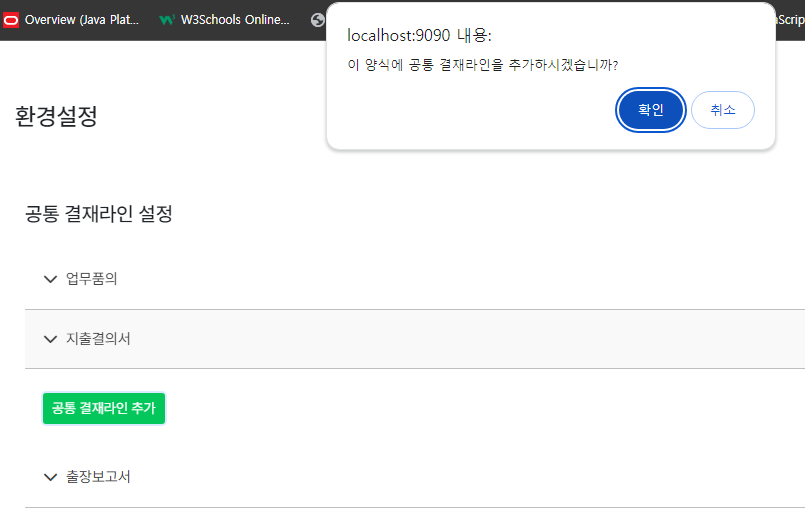 Overview (Java Plat...
W3Schools Online...
aScrip
localhost:9090 내용:
이 양식에 공통 결재라인을 추가하시겠습니까?
확인
취소
환경설정
공통 결재라인 설정
업무품의
지출결의서
공통 결재라인 추가
출장보고서